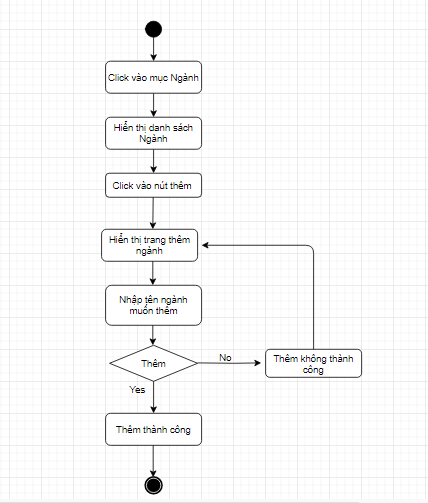 Click vào mục Ngành
Hiển thị danh sách
Ngành
Click vào nút thêm
Hiển thị trang thêm
ngành
Nhập tên ngành
muốn thêm
Thêm
No
Thêm không thành
công
Yes
Thêm thành công